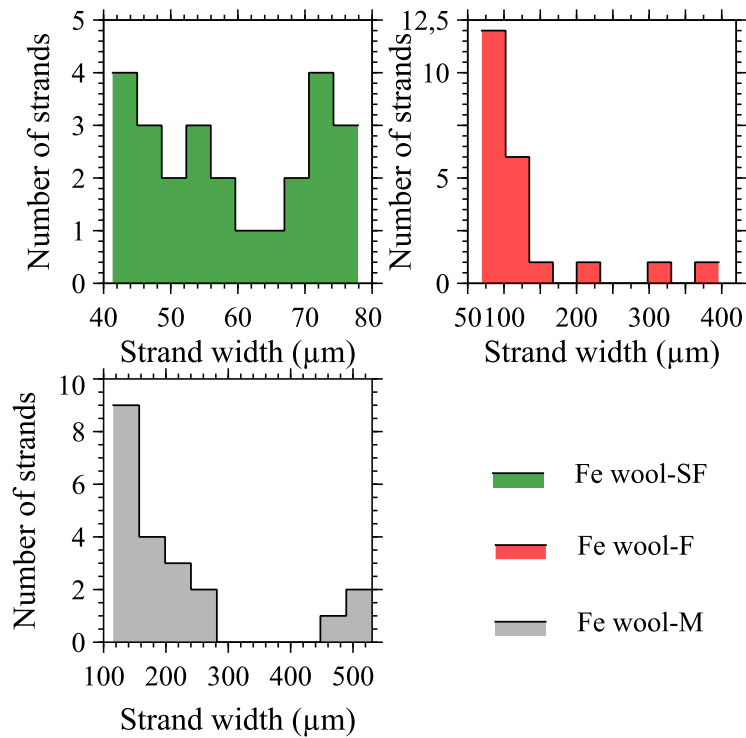 5
4
3
2
1
0
Number of strands
40 50 60 70 80
Strand width (µm)
12,5
10
5
0
Number of strands
50100 200 300 400
Strand width (µm)
10
8
6
4
2
0
Number of strands
100 200 300 400 500
Strand width (µm)
Fe wool-SF
Fe wool-F
Fe wool-M